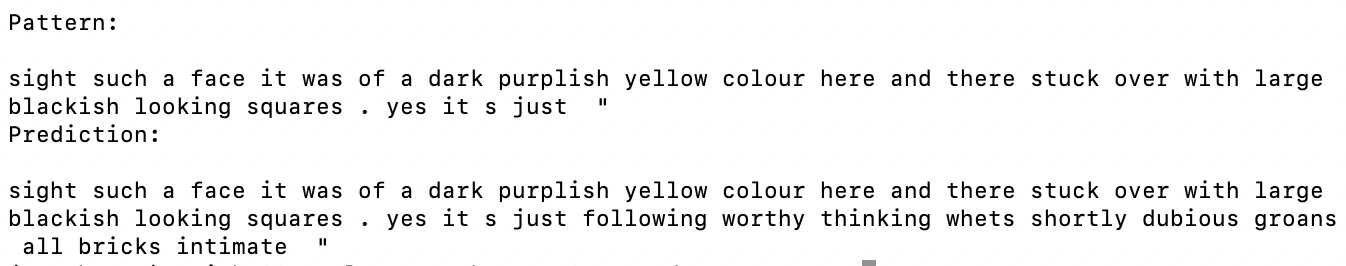 Pattern:
sight such a face it was of a dark purplish yellow colour here and there stuck over with large
blackish looking squares . yes it s just  "
Prediction:
sight such a face it was of a dark purplish yellow colour here and there stuck over with large
blackish looking squares . yes it s just following worthy thinking whets shortly dubious groans
 all bricks intimate  "